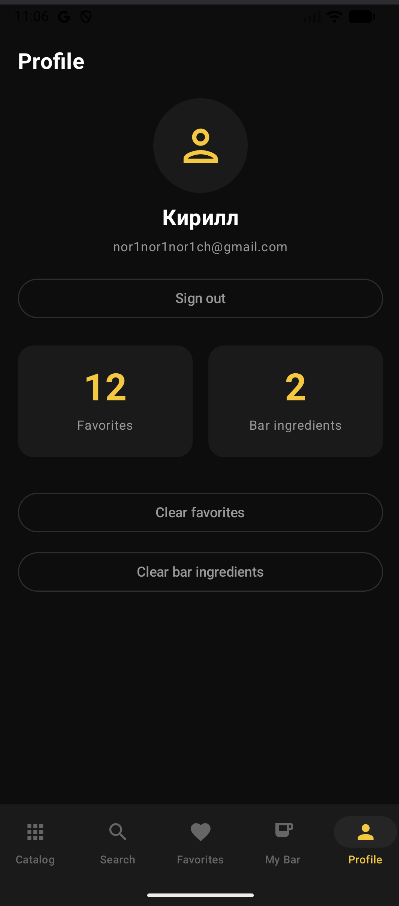 11:06
Profile
Кирилл
nor1nor1nor1ch@gmail.com
Sign out
12
Favorites
2
Bar ingredients
Clear favorites
Clear bar ingredients
Catalog
Search
Favorites
My Bar
Profile